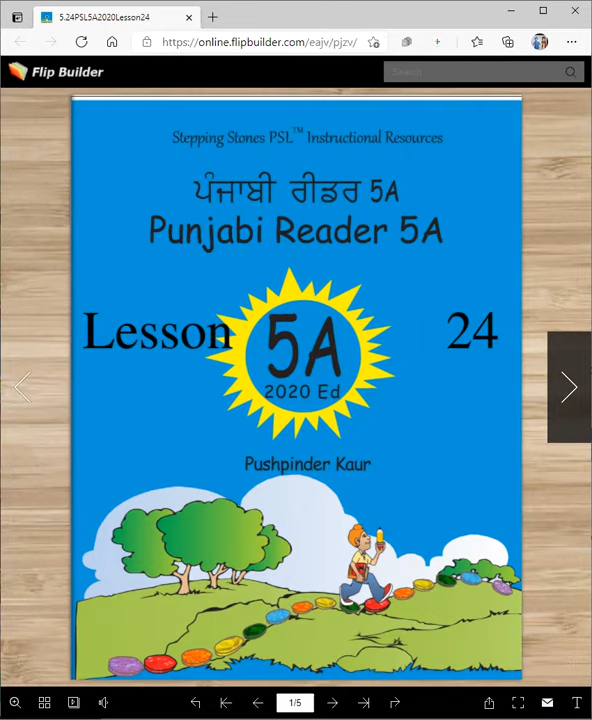 5.24PSL5A2020Lesson24
https://online.flipbuilder.com/eajv/pjzv/
Flip Builder
Search
Stepping Stones PSL™ Instructional Resources
ਪੰਜਾਬੀ ਰੀਡਰ 5A
Punjabi Reader 5A
Lesson 24
5A
2020 Ed
Pushpinder Kaur
1/5